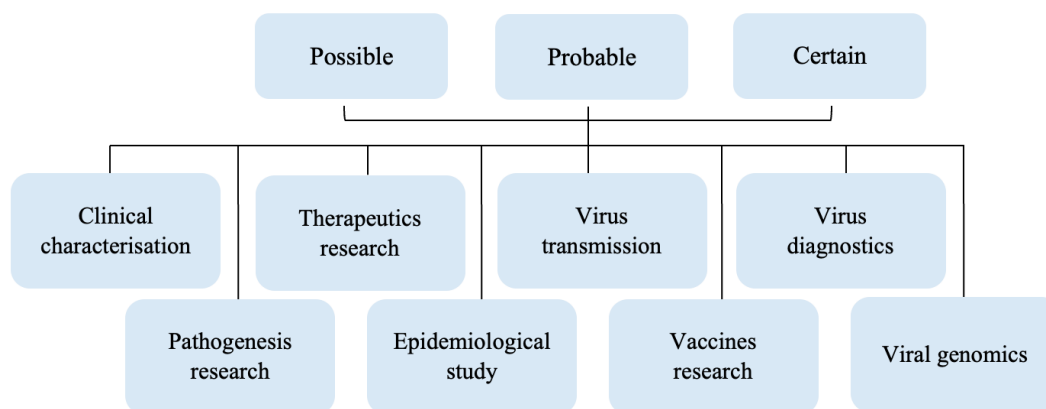 Possible
Probable
Certain
Clinical
characterisation
Therapeutics
research
Virus
transmission
Virus
diagnostics
Pathogenesis
research
Epidemiological
study
Vaccines
research
Viral genomics